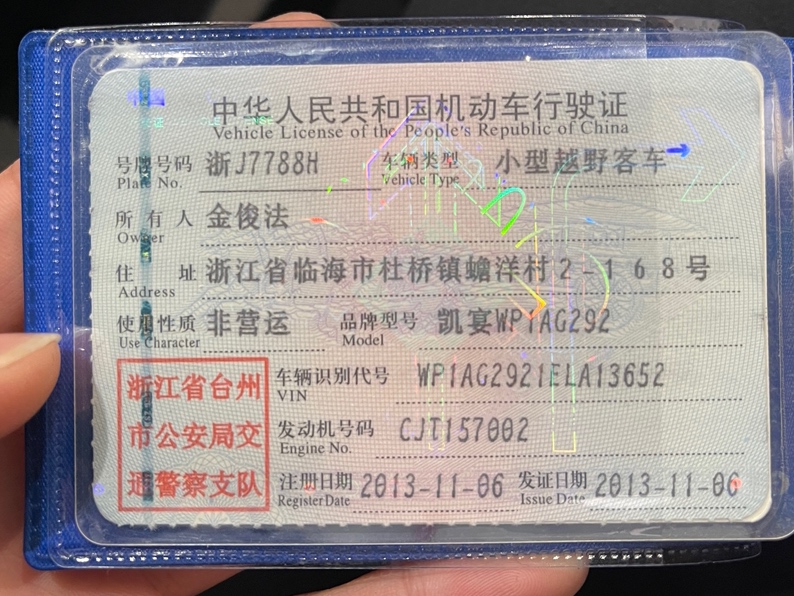 中华人民共和国机动车行驶证
Vehicle License of the People's Republic of China
号牌号码 浙J7788H 车辆类型 小型越野客车
Plate No. Vehicle Type
所有人 金俊法
Owner
住址 浙江省临海市杜桥镇蟾洋村2-168号
Address
使用性质 非营运 品牌型号 凯宴WP1AG292
Use Character Model
浙江省台州
市公安局交
通警察支队
车辆识别代号 WP1AG2921ELA13652
VIN
发动机号码 CJT157002
Engine No.
注册日期 2013-11-06 发证日期 2013-11-06
Register Date Issue Date